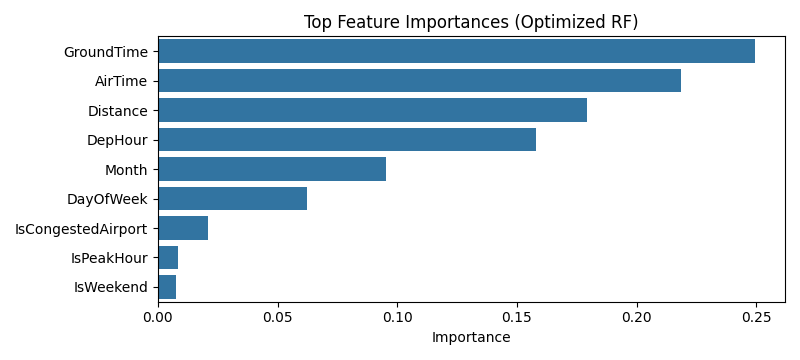 Top Feature Importances (Optimized RF)
GroundTime
AirTime
Distance
DepHour
Month
DayOfWeek
IsCongestedAirport
IsPeakHour
IsWeekend
0.00 0.05 0.10 0.15 0.20 0.25
Importance